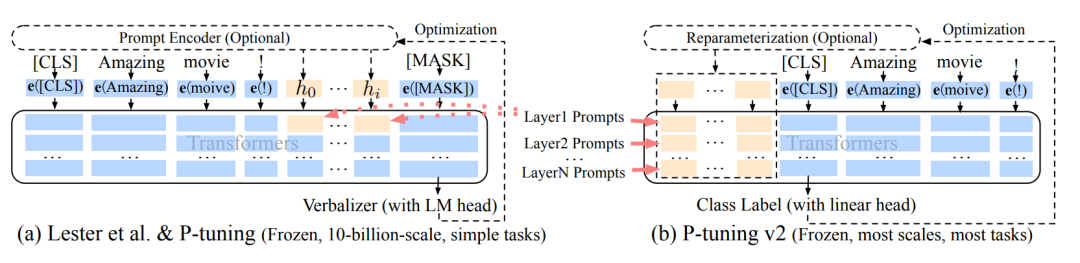 Prompt Encoder (Optional)
Optimization
[CLS] Amazing movie ! [MASK]
e([CLS]) e(Amazing) e(moive) e(!) h0 ... hi e([MASK])
...
Transformers
... ... ... ... ... ...
Verbalizer (with LM head)
(a) Lester et al. & P-tuning (Frozen, 10-billion-scale, simple tasks)
Layer1 Prompts
Layer2 Prompts
...
LayerN Prompts
Reparameterization (Optional)
Optimization
[CLS] Amazing movie !
... e([CLS]) e(Amazing) e(moive) e(!)
...
... Transformers
... ... ... ... ...
...
Class Label (with linear head)
(b) P-tuning v2 (Frozen, most scales, most tasks)